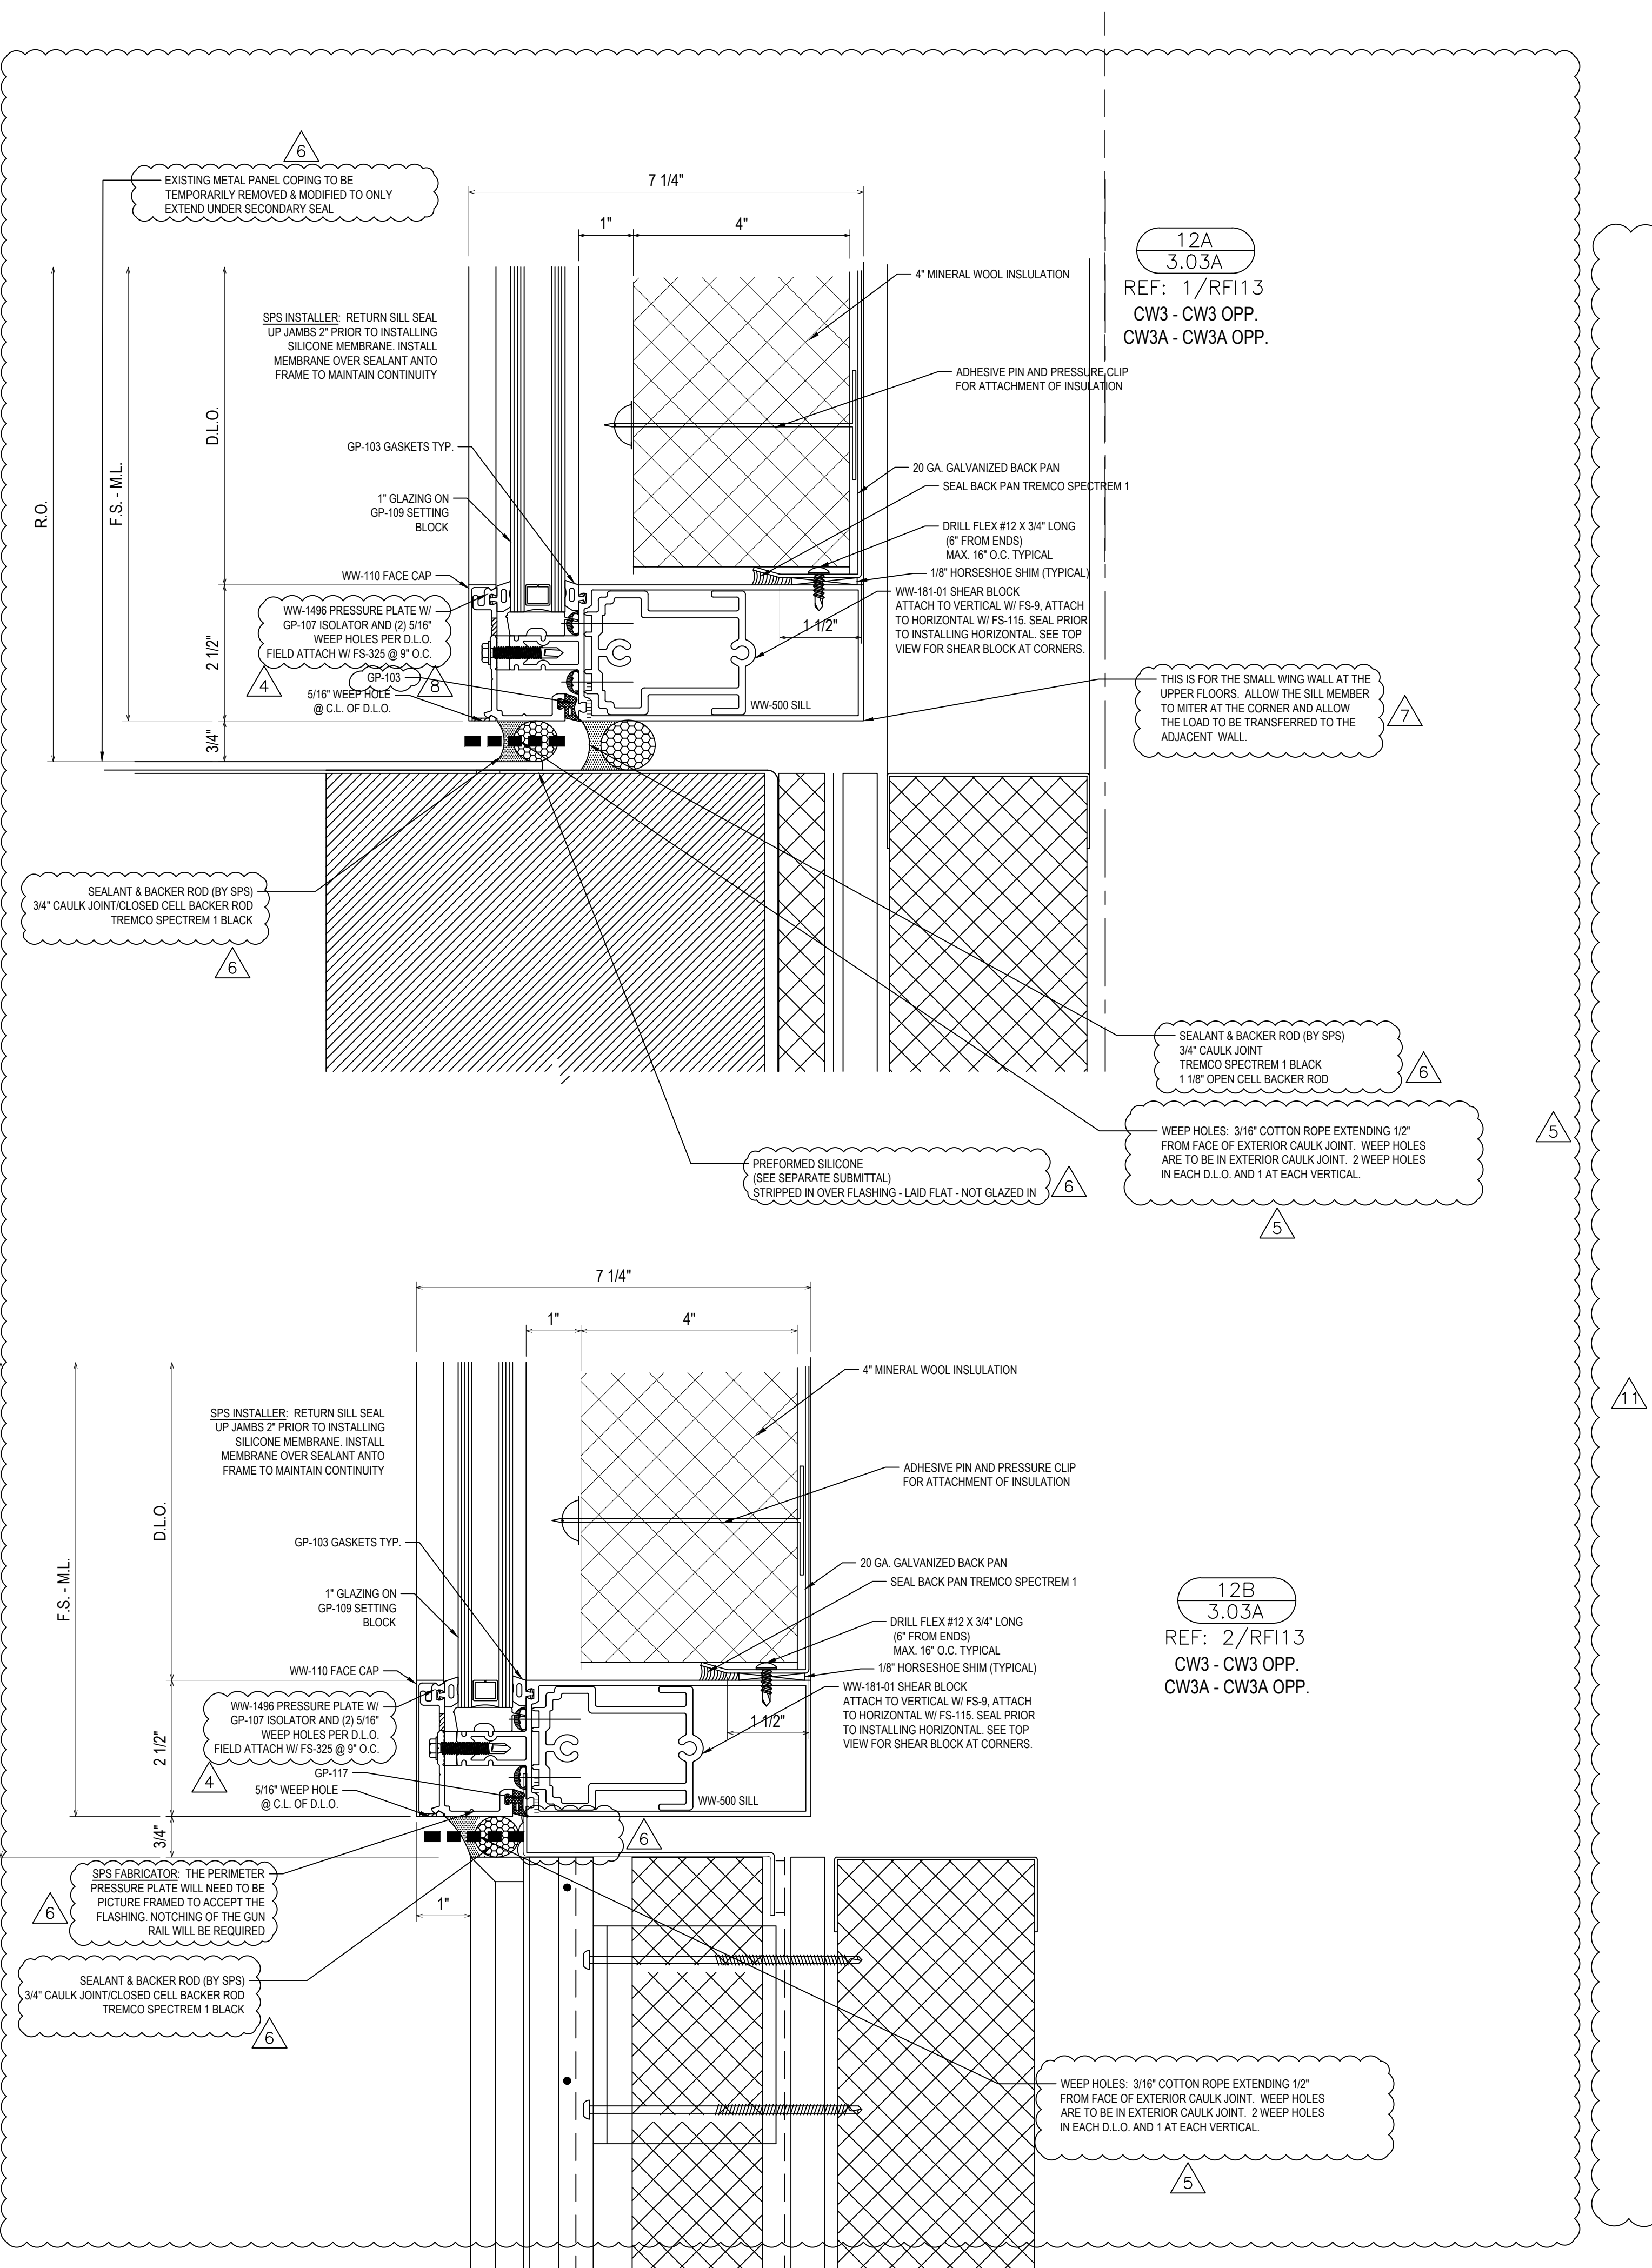 6
EXISTING METAL PANEL COPING TO BE
TEMPORARILY REMOVED & MODIFIED TO ONLY
EXTEND UNDER SECONDARY SEAL
7 1/4"
1"
4"
12A
3.03A
REF: 1/RFI13
CW3 - CW3 OPP.
CW3A - CW3A OPP.
4" MINERAL WOOL INSLULATION
SPS INSTALLER: RETURN SILL SEAL
UP JAMBS 2" PRIOR TO INSTALLING
SILICONE MEMBRANE. INSTALL
MEMBRANE OVER SEALANT ANTO
FRAME TO MAINTAIN CONTINUITY
ADHESIVE PIN AND PRESSURE CLIP
FOR ATTACHMENT OF INSULATION
R.O.
F.S. - M.L.
D.L.O.
GP-103 GASKETS TYP.
20 GA. GALVANIZED BACK PAN
SEAL BACK PAN TREMCO SPECTREM 1
1" GLAZING ON
GP-109 SETTING
BLOCK
DRILL FLEX #12 X 3/4" LONG
(6" FROM ENDS)
MAX. 16" O.C. TYPICAL
WW-110 FACE CAP
1/8" HORSESHOE SHIM (TYPICAL)
WW-1496 PRESSURE PLATE W/
GP-107 ISOLATOR AND (2) 5/16"
WEEP HOLES PER D.L.O.
FIELD ATTACH W/ FS-325 @ 9" O.C.
WW-181-01 SHEAR BLOCK
ATTACH TO VERTICAL W/ FS-9, ATTACH
TO HORIZONTAL W/ FS-115. SEAL PRIOR
TO INSTALLING HORIZONTAL. SEE TOP
VIEW FOR SHEAR BLOCK AT CORNERS.
1 1/2"
2 1/2"
4
GP-103
8
5/16" WEEP HOLE
@ C.L. OF D.L.O.
WW-500 SILL
3/4"
THIS IS FOR THE SMALL WING WALL AT THE
UPPER FLOORS. ALLOW THE SILL MEMBER
TO MITER AT THE CORNER AND ALLOW
THE LOAD TO BE TRANSFERRED TO THE
ADJACENT WALL.
7
SEALANT & BACKER ROD (BY SPS)
3/4" CAULK JOINT/CLOSED CELL BACKER ROD
TREMCO SPECTREM 1 BLACK
6
SEALANT & BACKER ROD (BY SPS)
3/4" CAULK JOINT
TREMCO SPECTREM 1 BLACK
1 1/8" OPEN CELL BACKER ROD
6
WEEP HOLES: 3/16" COTTON ROPE EXTENDING 1/2"
FROM FACE OF EXTERIOR CAULK JOINT. WEEP HOLES
ARE TO BE IN EXTERIOR CAULK JOINT. 2 WEEP HOLES
IN EACH D.L.O. AND 1 AT EACH VERTICAL.
5
5
PREFORMED SILICONE
(SEE SEPARATE SUBMITTAL)
STRIPPED IN OVER FLASHING - LAID FLAT - NOT GLAZED IN
6
7 1/4"
1"
4"
4" MINERAL WOOL INSLULATION
11
SPS INSTALLER: RETURN SILL SEAL
UP JAMBS 2" PRIOR TO INSTALLING
SILICONE MEMBRANE. INSTALL
MEMBRANE OVER SEALANT ANTO
FRAME TO MAINTAIN CONTINUITY
ADHESIVE PIN AND PRESSURE CLIP
FOR ATTACHMENT OF INSULATION
F.S. - M.L.
D.L.O.
GP-103 GASKETS TYP.
20 GA. GALVANIZED BACK PAN
SEAL BACK PAN TREMCO SPECTREM 1
1" GLAZING ON
GP-109 SETTING
BLOCK
12B
3.03A
REF: 2/RFI13
CW3 - CW3 OPP.
CW3A - CW3A OPP.
DRILL FLEX #12 X 3/4" LONG
(6" FROM ENDS)
MAX. 16" O.C. TYPICAL
WW-110 FACE CAP
1/8" HORSESHOE SHIM (TYPICAL)
WW-1496 PRESSURE PLATE W/
GP-107 ISOLATOR AND (2) 5/16"
WEEP HOLES PER D.L.O.
FIELD ATTACH W/ FS-325 @ 9" O.C.
WW-181-01 SHEAR BLOCK
ATTACH TO VERTICAL W/ FS-9, ATTACH
TO HORIZONTAL W/ FS-115. SEAL PRIOR
TO INSTALLING HORIZONTAL. SEE TOP
VIEW FOR SHEAR BLOCK AT CORNERS.
1 1/2"
2 1/2"
4
GP-117
5/16" WEEP HOLE
@ C.L. OF D.L.O.
WW-500 SILL
3/4"
6
SPS FABRICATOR: THE PERIMETER
PRESSURE PLATE WILL NEED TO BE
PICTURE FRAMED TO ACCEPT THE
FLASHING. NOTCHING OF THE GUN
RAIL WILL BE REQUIRED
6
1"
SEALANT & BACKER ROD (BY SPS)
3/4" CAULK JOINT/CLOSED CELL BACKER ROD
TREMCO SPECTREM 1 BLACK
6
WEEP HOLES: 3/16" COTTON ROPE EXTENDING 1/2"
FROM FACE OF EXTERIOR CAULK JOINT. WEEP HOLES
ARE TO BE IN EXTERIOR CAULK JOINT. 2 WEEP HOLES
IN EACH D.L.O. AND 1 AT EACH VERTICAL.
5